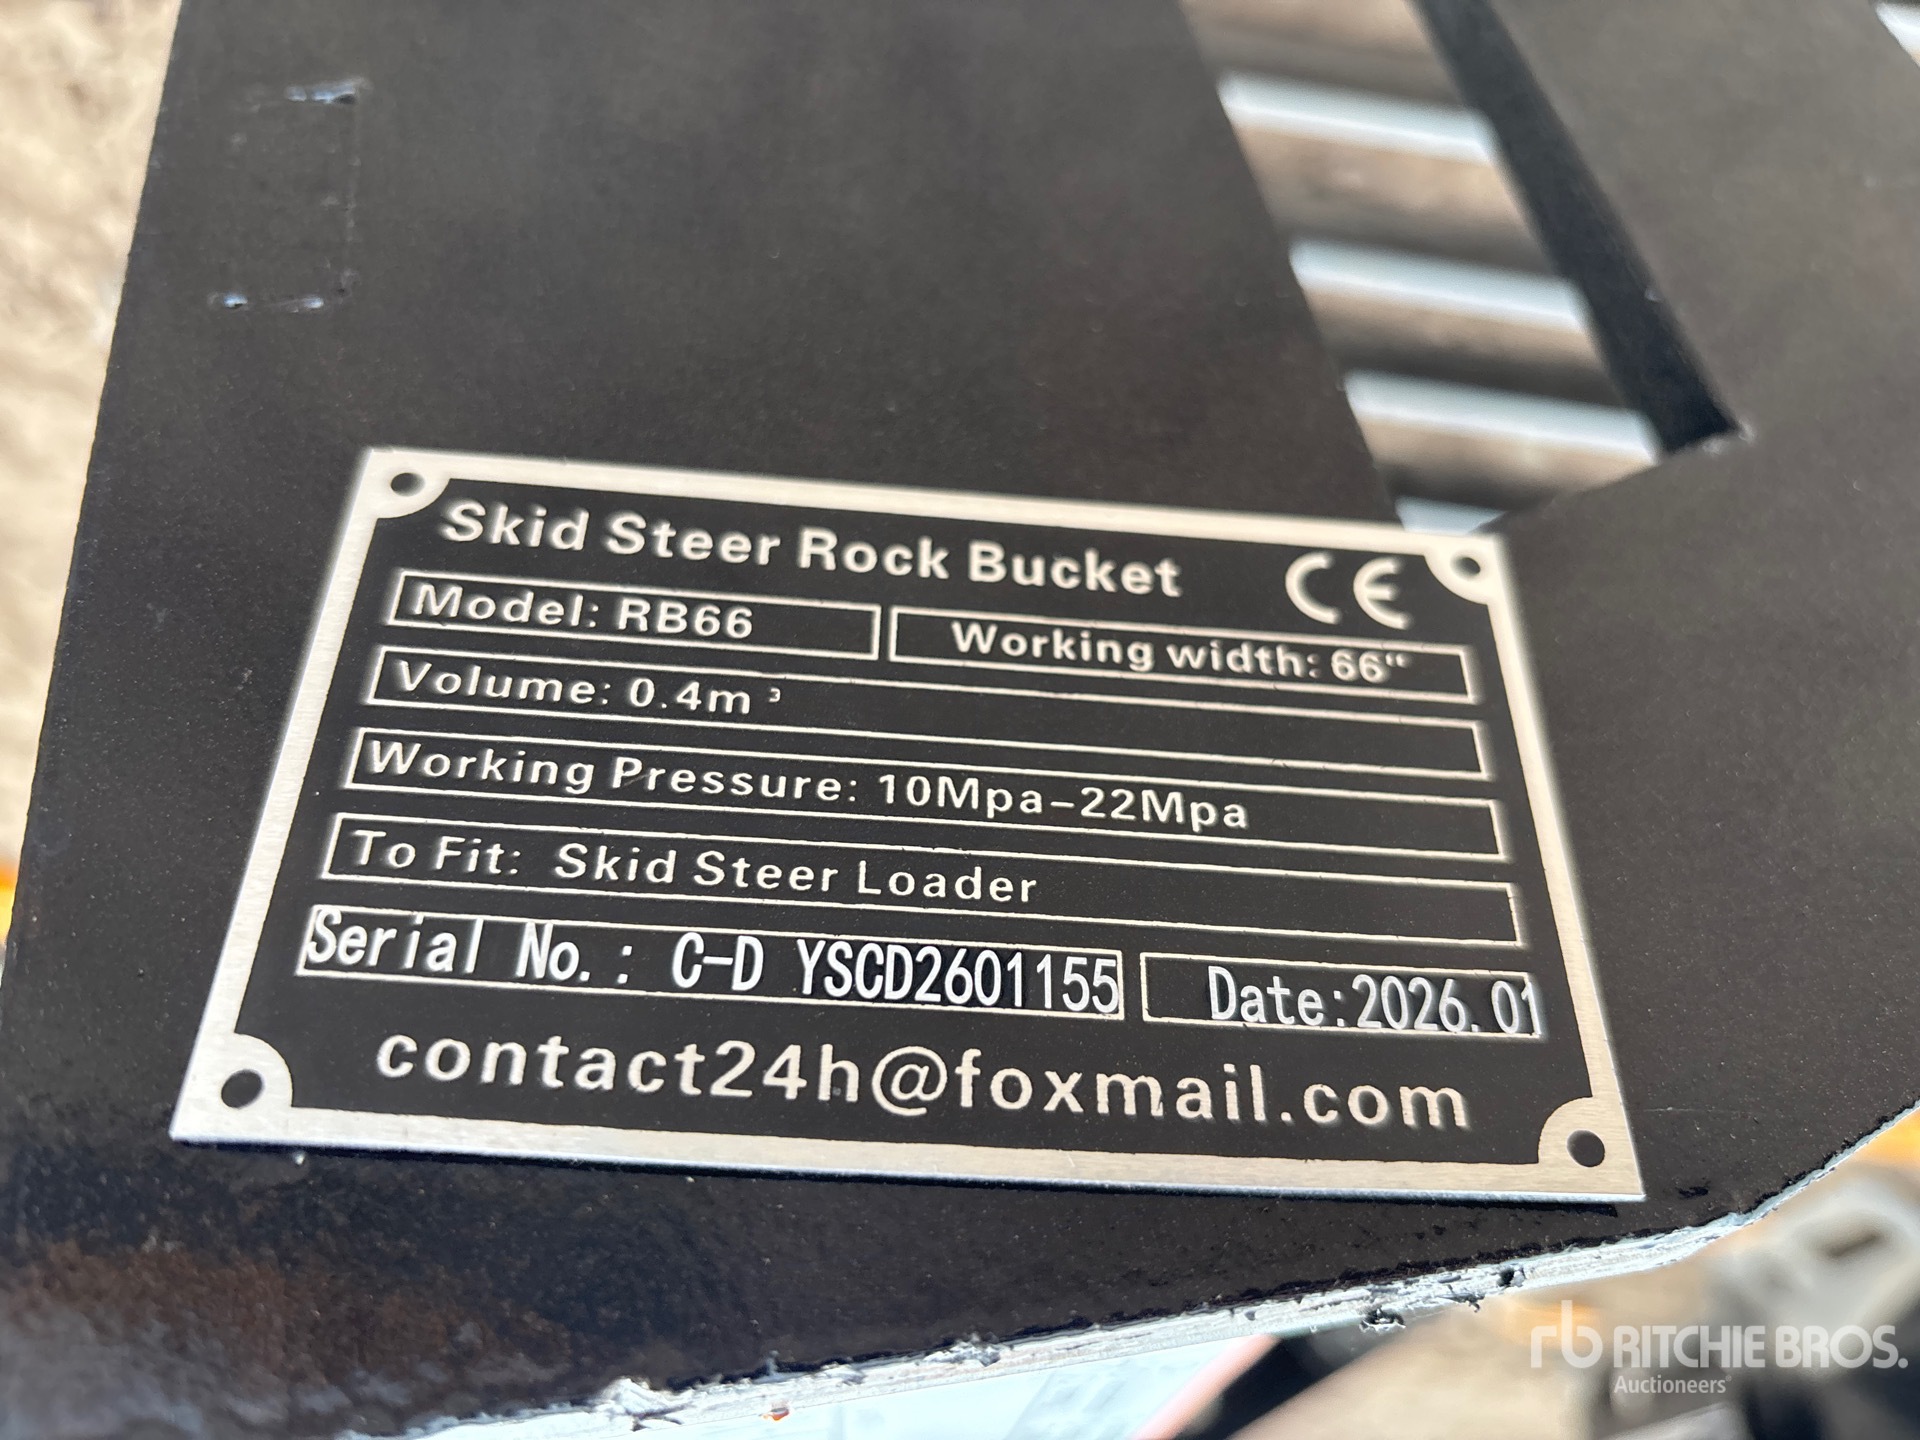 Skid Steer Rock Bucket CE
Model: RB66
Working width: 66"
Volume: 0.4m³
Working Pressure: 10Mpa-22Mpa
To Fit: Skid Steer Loader
Serial No.: C-D YSCD2601155
Date:2026.01
contact24h@foxmail.com
rb RITCHIE BROS.
Auctioneers